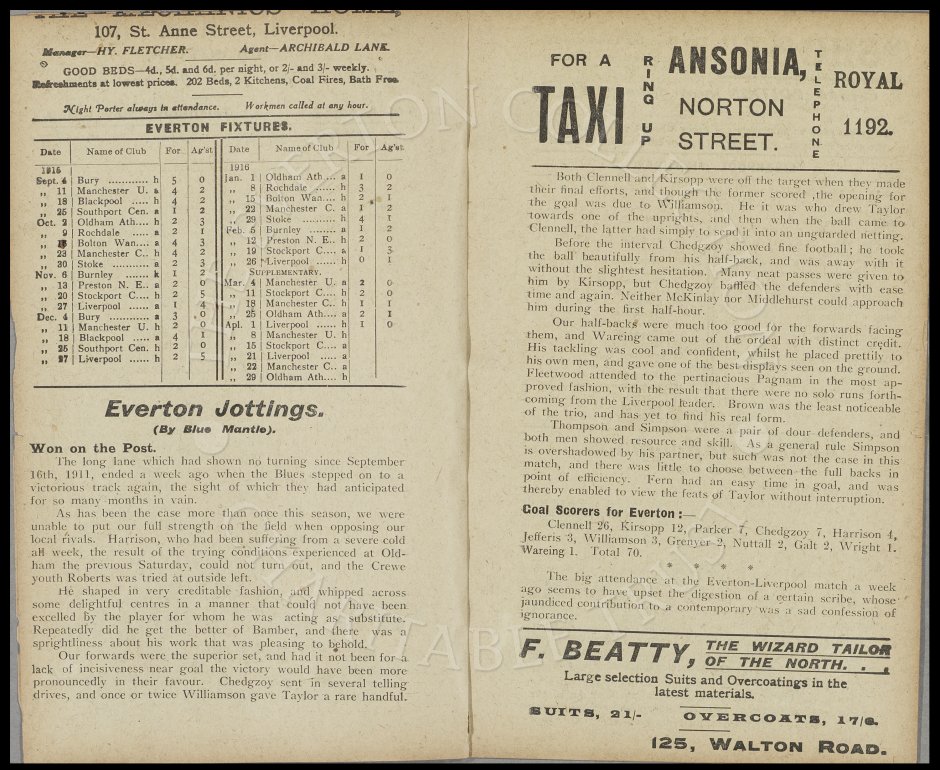 THE MECHANICS' HOME,
107, St. Anne Street, Liverpool.
Manager—HY. FLETCHER. Agent—ARCHIBALD LANE.
GOOD BEDS—4d., 5d. and 6d. per night, or 2/- and 3/- weekly.
Refreshments at lowest prices. 202 Beds, 2 Kitchens, Coal Fires, Bath Free.
Night Porter always in attendance. Workmen called at any hour.
EVERTON FIXTURES.
Date Name of Club For Ag'st
1915
Sept. 4 Bury ............ h 5 0
„ 11 Manchester U. a 4 2
„ 18 Blackpool ..... h 4 2
„ 25 Southport Cen. a 1 2
Oct. 2 Oldham Ath.... h 2 3
„ 9 Rochdale ...... a 2 1
„ Bolton Wan.... a 4 3
„ 23 Manchester C.. h 4 2
„ 30 Stoke ........... a 2 3
Nov. 6 Burnley ....... h 1 2
„ 13 Preston N. E.. a 2 0
„ 20 Stockport C.... h 2 5
„ 27 Liverpool ...... a 1 4
Dec. 4 Bury ............ a 3 0
„ 11 Manchester U. h 2 0
„ 18 Blackpool ..... a 4 1
„ 25 Southport Cen. h 2 0
„ 27 Liverpool ...... h 2 5
Date Name of Club For Ag'st.
1916
Jan. 1 Oldham Ath ... a 1 0
„ 8 Rochdale ...... h 3 2
„ 15 Bolton Wan.... h 2 1
„ 22 Manchester C. a 1 2
„ 29 Stoke ........... h 4 1
Feb. 5 Burnley ........ a 1 2
„ 12 Preston N. E.. h 2 0
„ 19 Stockport C.... a 1 3
„ 26 Liverpool ...... h 0 1
SUPPLEMENTARY.
Mar. 4 Manchester U. a 2 0
„ 11 Stockport C.... h 2 0
„ 18 Manchester C. h 1 1
„ 25 Oldham Ath.... a 2 1
Apl. 1 Liverpool ...... h 1 0
„ 8 Manchester U. h
„ 15 Stockport C.... a
„ 21 Liverpool ..... a
„ 22 Manchester C.. a
„ 29 Oldham Ath.... h
Everton Jottings.
(By Blue Mantle).
Won on the Post.
The long lane which had shown no turning since September
16th, 1911, ended a week ago when the Blues stepped on to a
victorious track again, the sight of which they had anticipated
for so many months in vain.
As has been the case more than once this season, we were
unable to put our full strength on the field when opposing our
local rivals. Harrison, who had been suffering from a severe cold
all week, the result of the trying conditions experienced at Old-
ham the previous Saturday, could not turn out, and the Crewe
youth Roberts was tried at outside left.
He shaped in very creditable fashion, and whipped across
some delightful centres in a manner that could not have been
excelled by the player for whom he was acting as substitute.
Repeatedly did he get the better of Bamber, and there was a
sprightliness about his work that was pleasing to behold.
Our forwards were the superior set, and had it not been for a
lack of incisiveness near goal the victory would have been more
pronouncedly in their favour. Chedgzoy sent in several telling
drives, and once or twice Williamson gave Taylor a rare handful.
FOR A TAXI
RING UP
ANSONIA,
NORTON
STREET.
TELEPHONE
ROYAL
1192.
Both Clennell and Kirsopp were off the target when they made
their final efforts, and though the former scored ,the opening for
the goal was due to Williamson. He it was who drew Taylor
towards one of the uprights, and then when the ball came to
Clennell, the latter had simply to send it into an unguarded netting.
Before the interval Chedgzoy showed fine football; he took
the ball beautifully from his half-back, and was away with it
without the slightest hesitation. Many neat passes were given to
him by Kirsopp, but Chedgzoy baffled the defenders with ease
time and again. Neither McKinlay nor Middlehurst could approach
him during the first half-hour.
Our half-backs were much too good for the forwards facing
them, and Wareing came out of the ordeal with distinct credit.
His tackling was cool and confident, whilst he placed prettily to
his own men, and gave one of the best displays seen on the ground.
Fleetwood attended to the pertinacious Pagnam in the most ap-
proved fashion, with the result that there were no solo runs forth-
coming from the Liverpool leader. Brown was the least noticeable
of the trio, and has yet to find his real form.
Thompson and Simpson were a pair of dour defenders, and
both men showed resource and skill. As a general rule Simpson
is overshadowed by his partner, but such was not the case in this
match, and there was little to choose between the full backs in
point of efficiency. Fern had an easy time in goal, and was
thereby enabled to view the feats of Taylor without interruption.
Goal Scorers for Everton:—
Clennell 26, Kirsopp 12, Parker 7, Chedgzoy 7, Harrison 4,
Jefferis 3, Williamson 3, Grenyer 2, Nuttall 2, Galt 2, Wright 1.
Wareing 1. Total 70.
* * * *
The big attendance at the Everton-Liverpool match a week
ago seems to have upset the digestion of a certain scribe, whose
jaundiced contribution to a contemporary was a sad confession of
ignorance.
F. BEATTY, THE WIZARD TAILOR
OF THE NORTH. . .
Large selection Suits and Overcoatings in the
latest materials.
SUITS, 21/- OVERCOATS, 17/6.
125, WALTON ROAD.